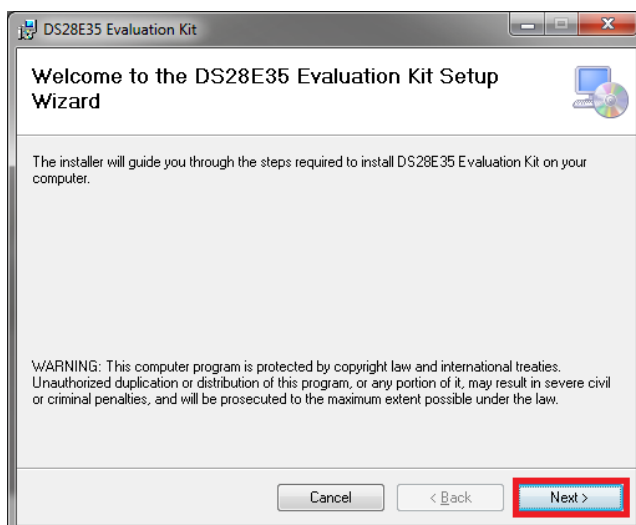 DS28E35 Evaluation Kit
Welcome to the DS28E35 Evaluation Kit Setup
Wizard
The installer will guide you through the steps required to install DS28E35 Evaluation Kit on your
computer.
WARNING: This computer program is protected by copyright law and international treaties.
Unauthorized duplication or distribution of this program, or any portion of it, may result in severe civil
or criminal penalties, and will be prosecuted to the maximum extent possible under the law.
Cancel < Back Next >